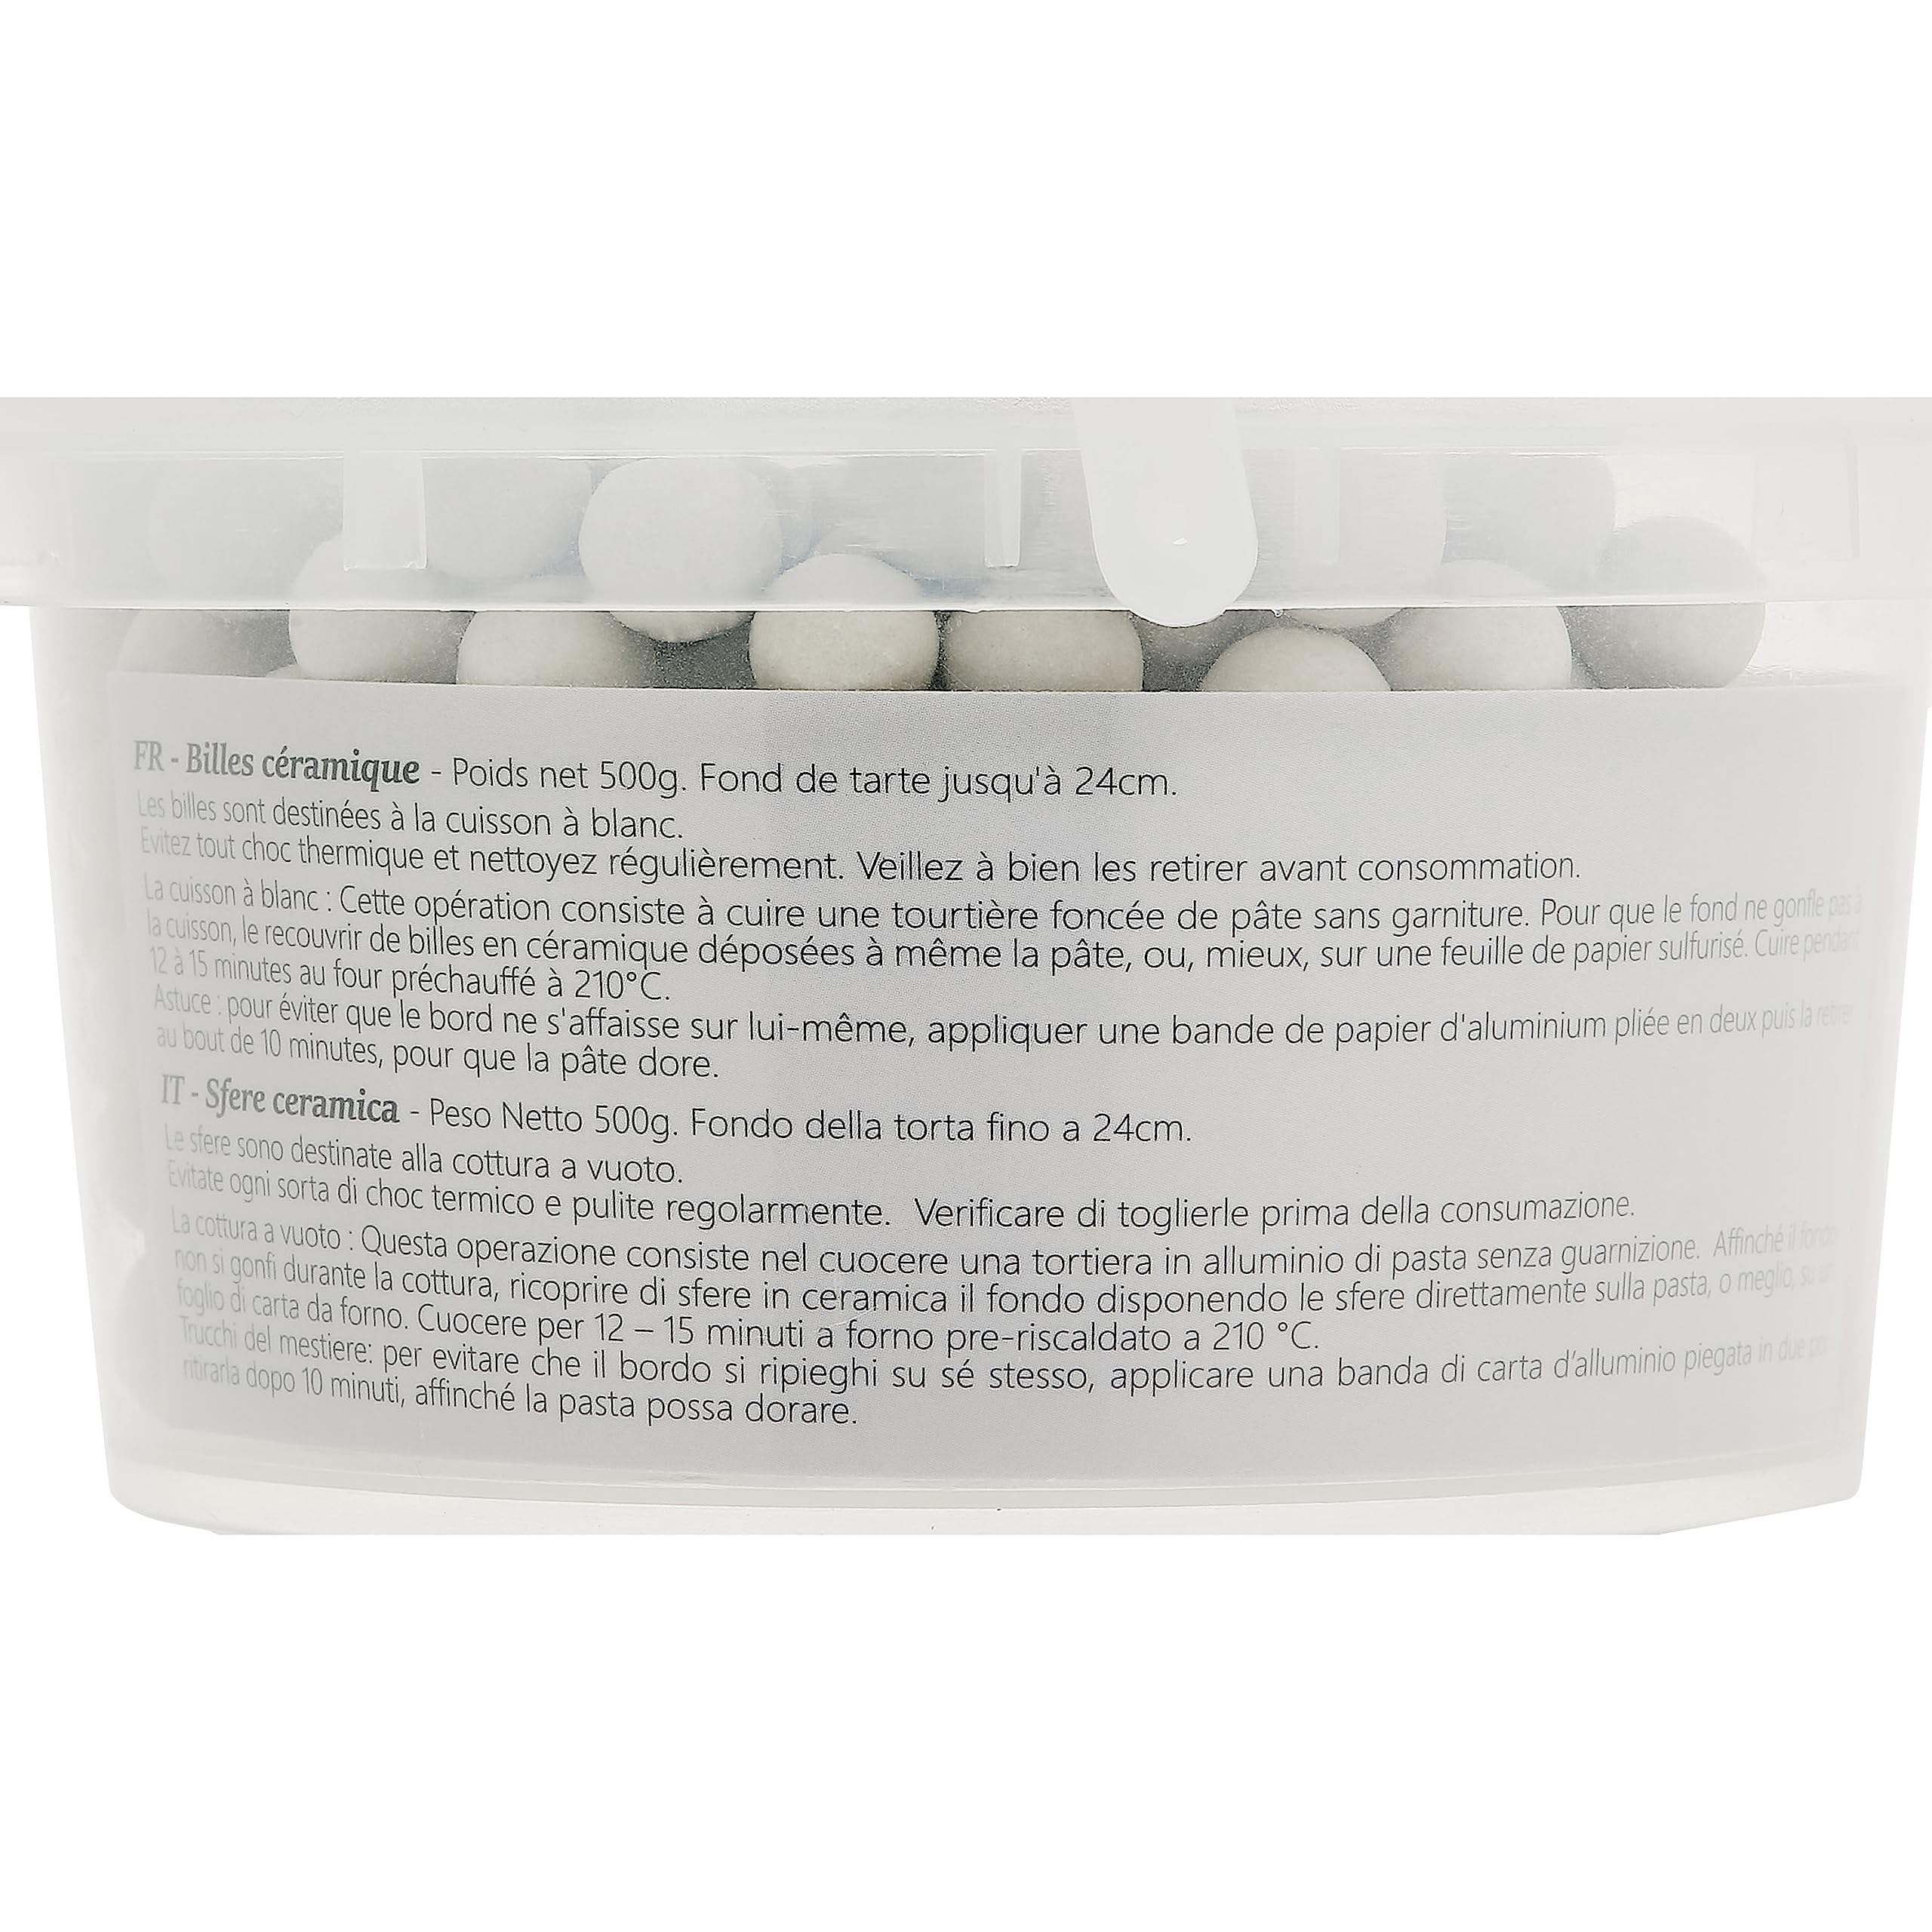 FR - Billes céramique - Poids net 500g. Fond de tarte jusqu'à 24cm.
Les billes sont destinées à la cuisson à blanc.
Evitez tout choc thermique et nettoyez régulièrement. Veillez à bien les retirer avant consommation.
La cuisson à blanc : Cette opération consiste à cuire une tourtière foncée de pâte sans garniture. Pour que le fond ne gonfle pas à
la cuisson, le recouvrir de billes en céramique déposées à même la pâte, ou, mieux, sur une feuille de papier sulfurisé. Cuire pendant
12 à 15 minutes au four préchauffé à 210°C.
Astuce : pour éviter que le bord ne s'affaisse sur lui-même, appliquer une bande de papier d'aluminium pliée en deux puis la retirer
au bout de 10 minutes, pour que la pâte dore.
IT - Sfere ceramica - Peso Netto 500g. Fondo della torta fino a 24cm.
Le sfere sono destinate alla cottura a vuoto.
Evitate ogni sorta di choc termico e pulite regolarmente. Verificare di toglierle prima della consumazione.
La cottura a vuoto : Questa operazione consiste nel cuocere una tortiera in alluminio di pasta senza guarnizione. Affinché il fondo
non si gonfi durante la cottura, ricoprire di sfere in ceramica il fondo disponendo le sfere direttamente sulla pasta, o meglio, su un
foglio di carta da forno. Cuocere per 12 – 15 minuti a forno pre-riscaldato a 210 °C.
Trucchi del mestiere: per evitare che il bordo si ripieghi su sé stesso, applicare una banda di carta d'alluminio piegata in due
ritirarla dopo 10 minuti, affinché la pasta possa dorare.